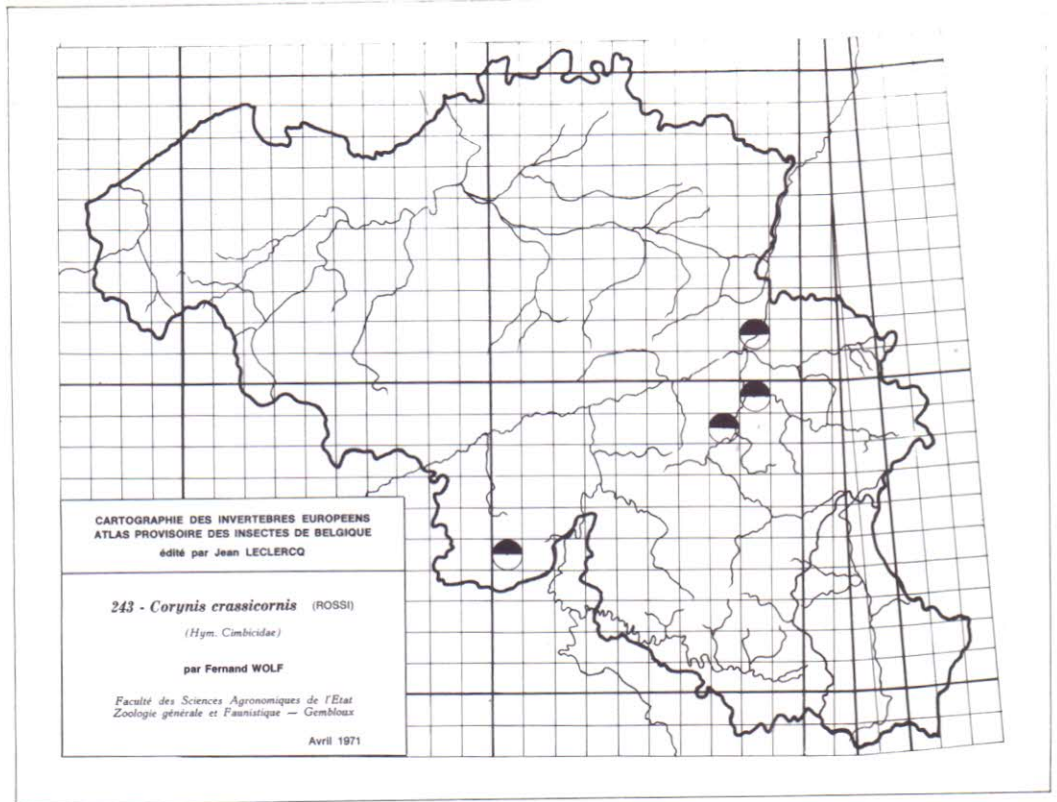 CARTOGRAPHIE DES INVERTEBRES EUROPEENS
ATLAS PROVISOIRE DES INSECTES DE BELGIQUE
édité par Jean LECLERCQ
243 - Corynis crassicornis (ROSSI)
(Hym. Cimbicidae)
par Fernand WOLF
Faculté des Sciences Agronomiques de l'Etat
Zoologie générale et Faunistique — Gembloux
Avril 1971